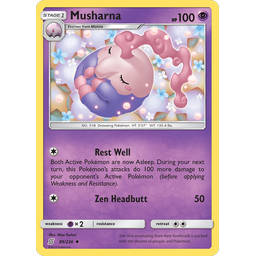 STAGE 1
Musharna
HP100
Evolves from Munna
NO. 518 Drowsing Pokémon HT: 3'07" WT: 133.4 lbs.
Rest Well
Both Active Pokémon are now Asleep. During your next
turn, this Pokémon's attacks do 100 more damage to
your opponent's Active Pokémon (before applying
Weakness and Resistance).
Zen Headbutt 50
weakness ×2 resistance retreat
89/236